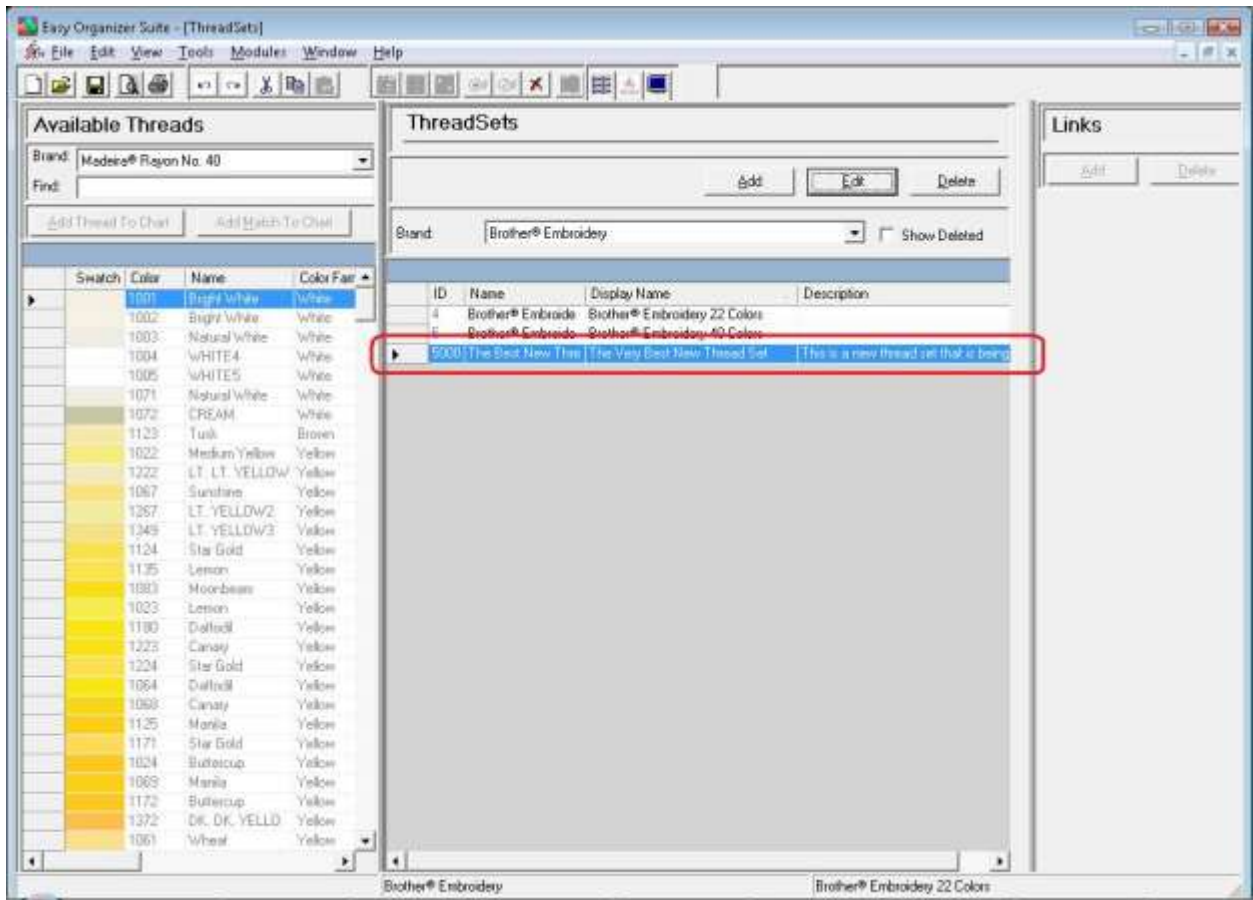 Easy Organizer Suite - [ThreadSets]
File Edit View Tools Modules Window Help
Available Threads
Brand: Madeira® Rayon No. 40
Find:
Add Thread To Chart Add Match To Chart
Swatch Color Name Color Fam
1001 Bright White White
1002 Bright White White
1003 Natural White White
1004 WHITE4 White
1005 WHITE5 White
1071 Natural White White
1072 CREAM White
1123 Tusk Brown
1022 Medium Yellow Yellow
1222 LT. LT. YELLOW Yellow
1067 Sunshine Yellow
1267 LT. YELLOW2 Yellow
1349 LT. YELLOW3 Yellow
1124 Star Gold Yellow
1135 Lemon Yellow
1083 Moonbeam Yellow
1023 Lemon Yellow
1180 Daffodil Yellow
1223 Canary Yellow
1224 Star Gold Yellow
1064 Daffodil Yellow
1068 Canary Yellow
1125 Manila Yellow
1171 Star Gold Yellow
1024 Buttercup Yellow
1069 Manila Yellow
1172 Buttercup Yellow
1372 DK. DK. YELLO Yellow
1061 Wheat Yellow
ThreadSets
Add Edit Delete
Brand: Brother® Embroidery Show Deleted
ID Name Display Name Description
4 Brother® Embroide Brother® Embroidery 22 Colors
Brother® Embroide Brother® Embroidery 40 Colors
5000 The Best New Thre The Very Best New Thread Set This is a new thread set that is being
Links
Add Delete
Brother® Embroidery Brother® Embroidery 22 Colors